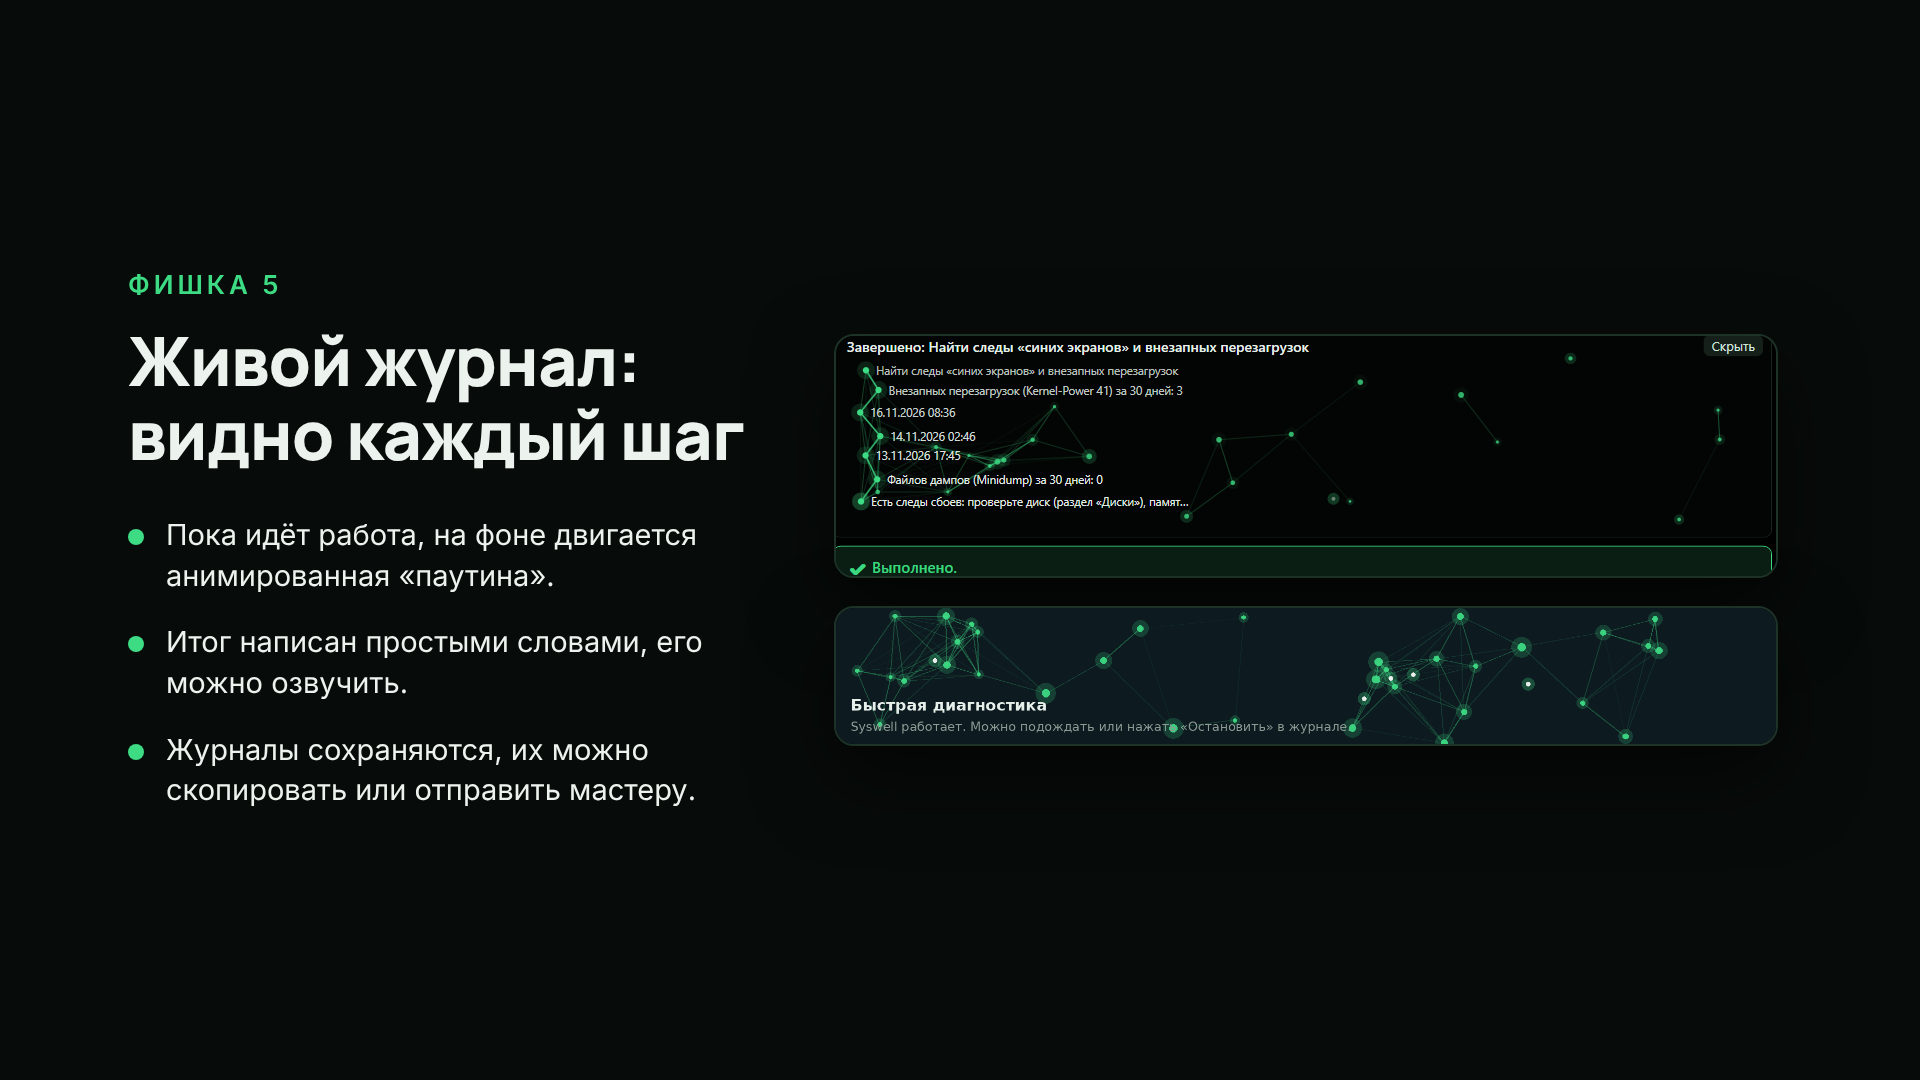 ФИШКА 5
Живой журнал:
видно каждый шаг
Пока идёт работа, на фоне двигается
анимированная «паутина».
Итог написан простыми словами, его
можно озвучить.
Журналы сохраняются, их можно
скопировать или отправить мастеру.
Завершено: Найти следы «синих экранов» и внезапных перезагрузок
Скрыть
Найти следы «синих экранов» и внезапных перезагрузок
Внезапных перезагрузок (Kernel-Power 41) за 30 дней: 3
16.11.2026 08:36
14.11.2026 02:46
13.11.2026 17:45
Файлов дампов (Minidump) за 30 дней: 0
Есть следы сбоев: проверьте диск (раздел «Диски»), памят...
Выполнено.
Быстрая диагностика
Syswell работает. Можно подождать или нажать «Остановить» в журнале.